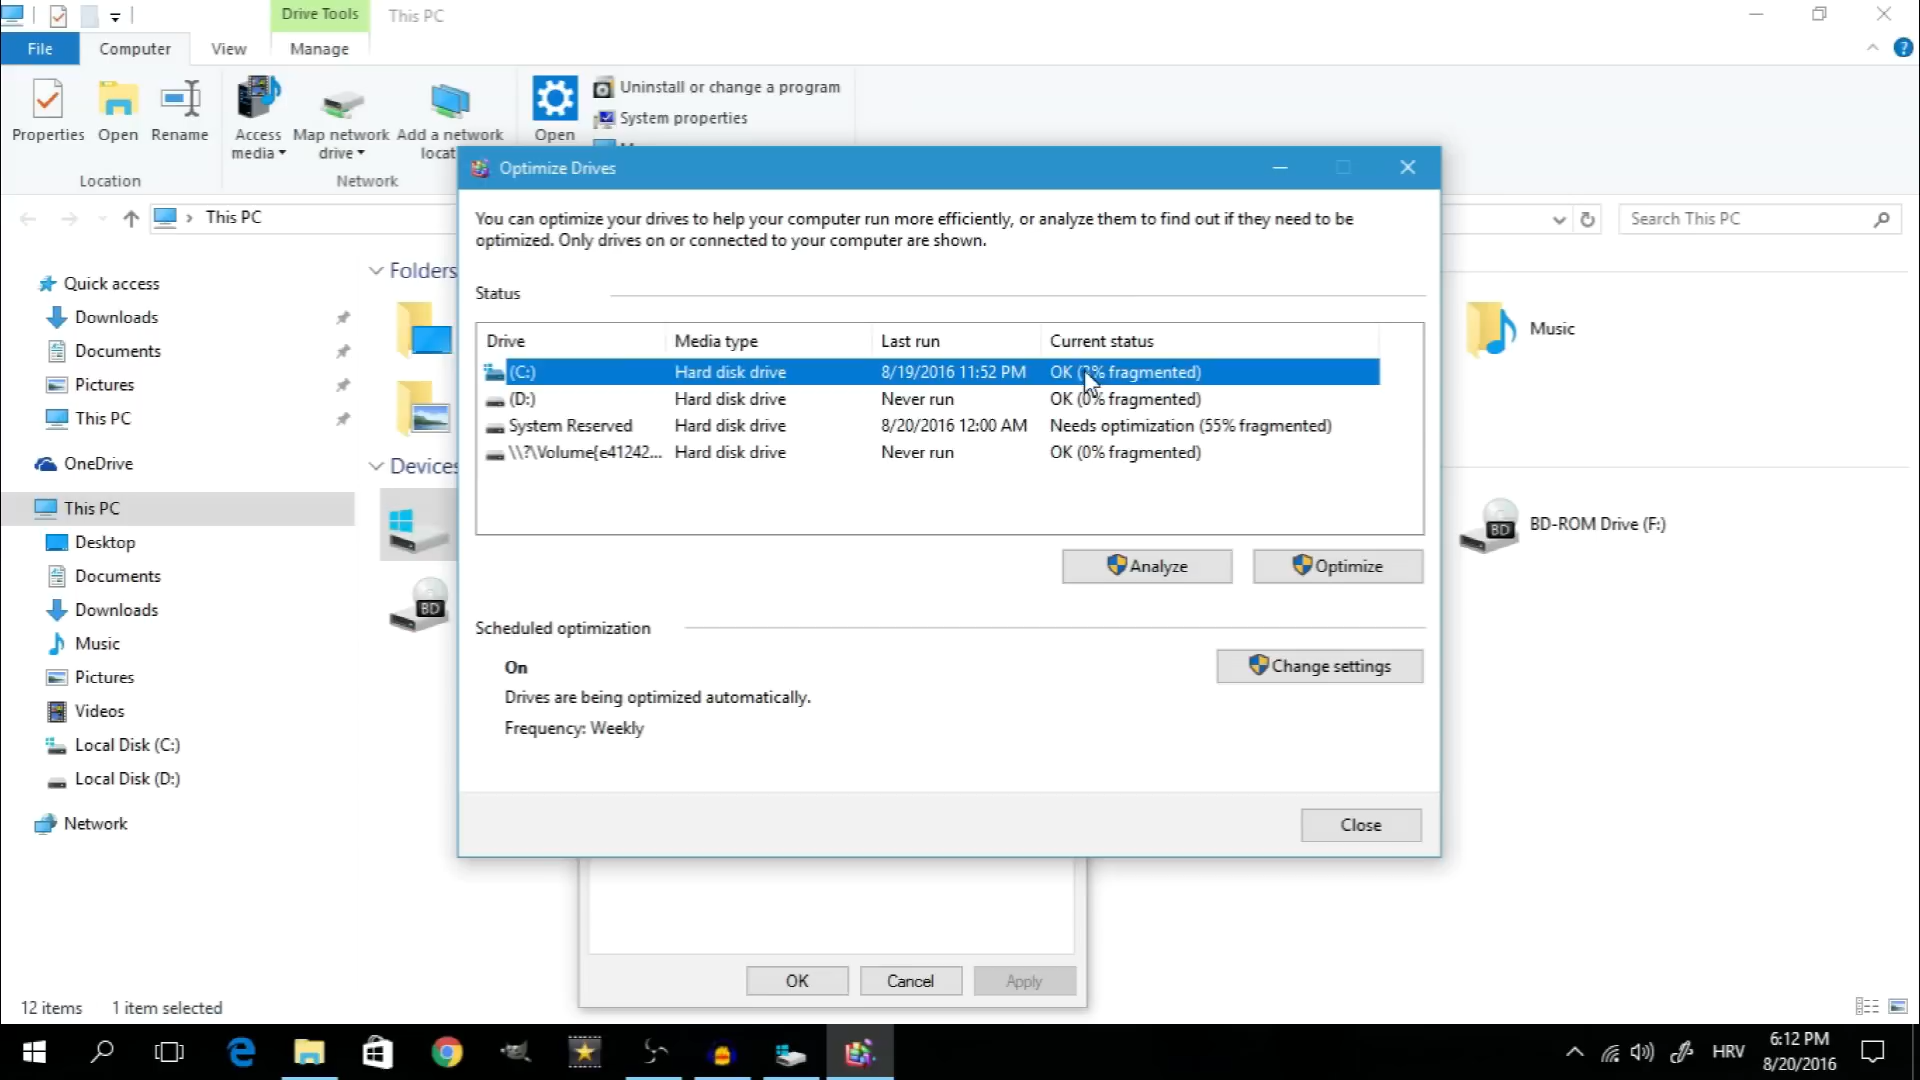 Drive Tools
This PC
File
Computer
View
Manage
Properties
Open
Rename
Access media
Map network drive
Add a network
Open
Uninstall or change a program
System properties
Location
Network
This PC
Search This PC
Optimize Drives
You can optimize your drives to help your computer run more efficiently, or analyze them to find out if they need to be
optimized. Only drives on or connected to your computer are shown.
Status
Drive Media type Last run Current status
(C:) Hard disk drive 8/19/2016 11:52 PM OK ( % fragmented)
(D:) Hard disk drive Never run OK (0% fragmented)
System Reserved Hard disk drive 8/20/2016 12:00 AM Needs optimization (55% fragmented)
\\?\Volume{e41242... Hard disk drive Never run OK (0% fragmented)
Analyze
Optimize
Scheduled optimization
On
Drives are being optimized automatically.
Frequency: Weekly
Change settings
Close
Quick access
Downloads
Documents
Pictures
This PC
OneDrive
This PC
Desktop
Documents
Downloads
Music
Pictures
Videos
Local Disk (C:)
Local Disk (D:)
Network
Folders
Devices
BD
Music
BD
BD-ROM Drive (F:)
OK
Cancel
Apply
12 items
1 item selected
HRV
6:12 PM
8/20/2016